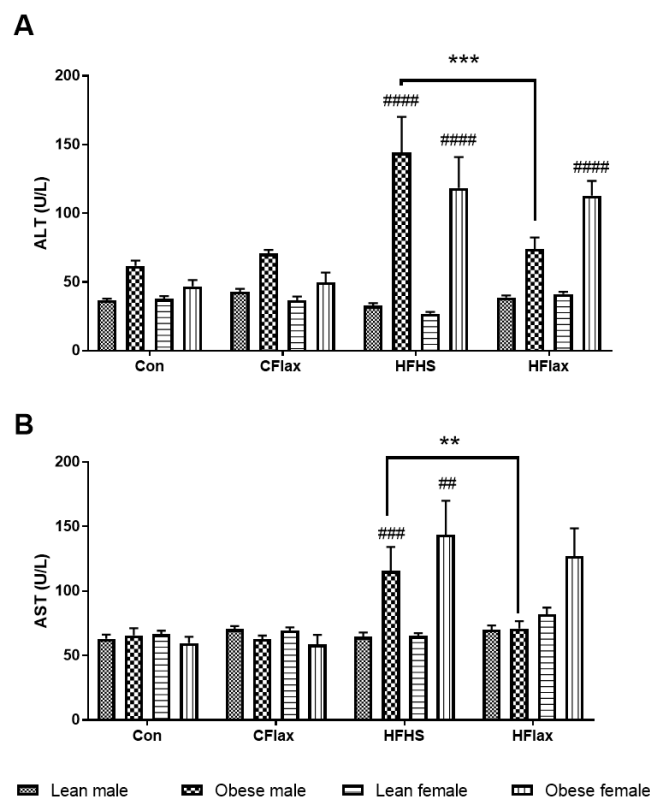 A
200
150
100
50
0
ALT (U/L)
***
####
####
####
Con CFlax HFHS HFlax
B
200
150
100
50
0
AST (U/L)
**
###
##
Con CFlax HFHS HFlax
Lean male Obese male Lean female Obese female